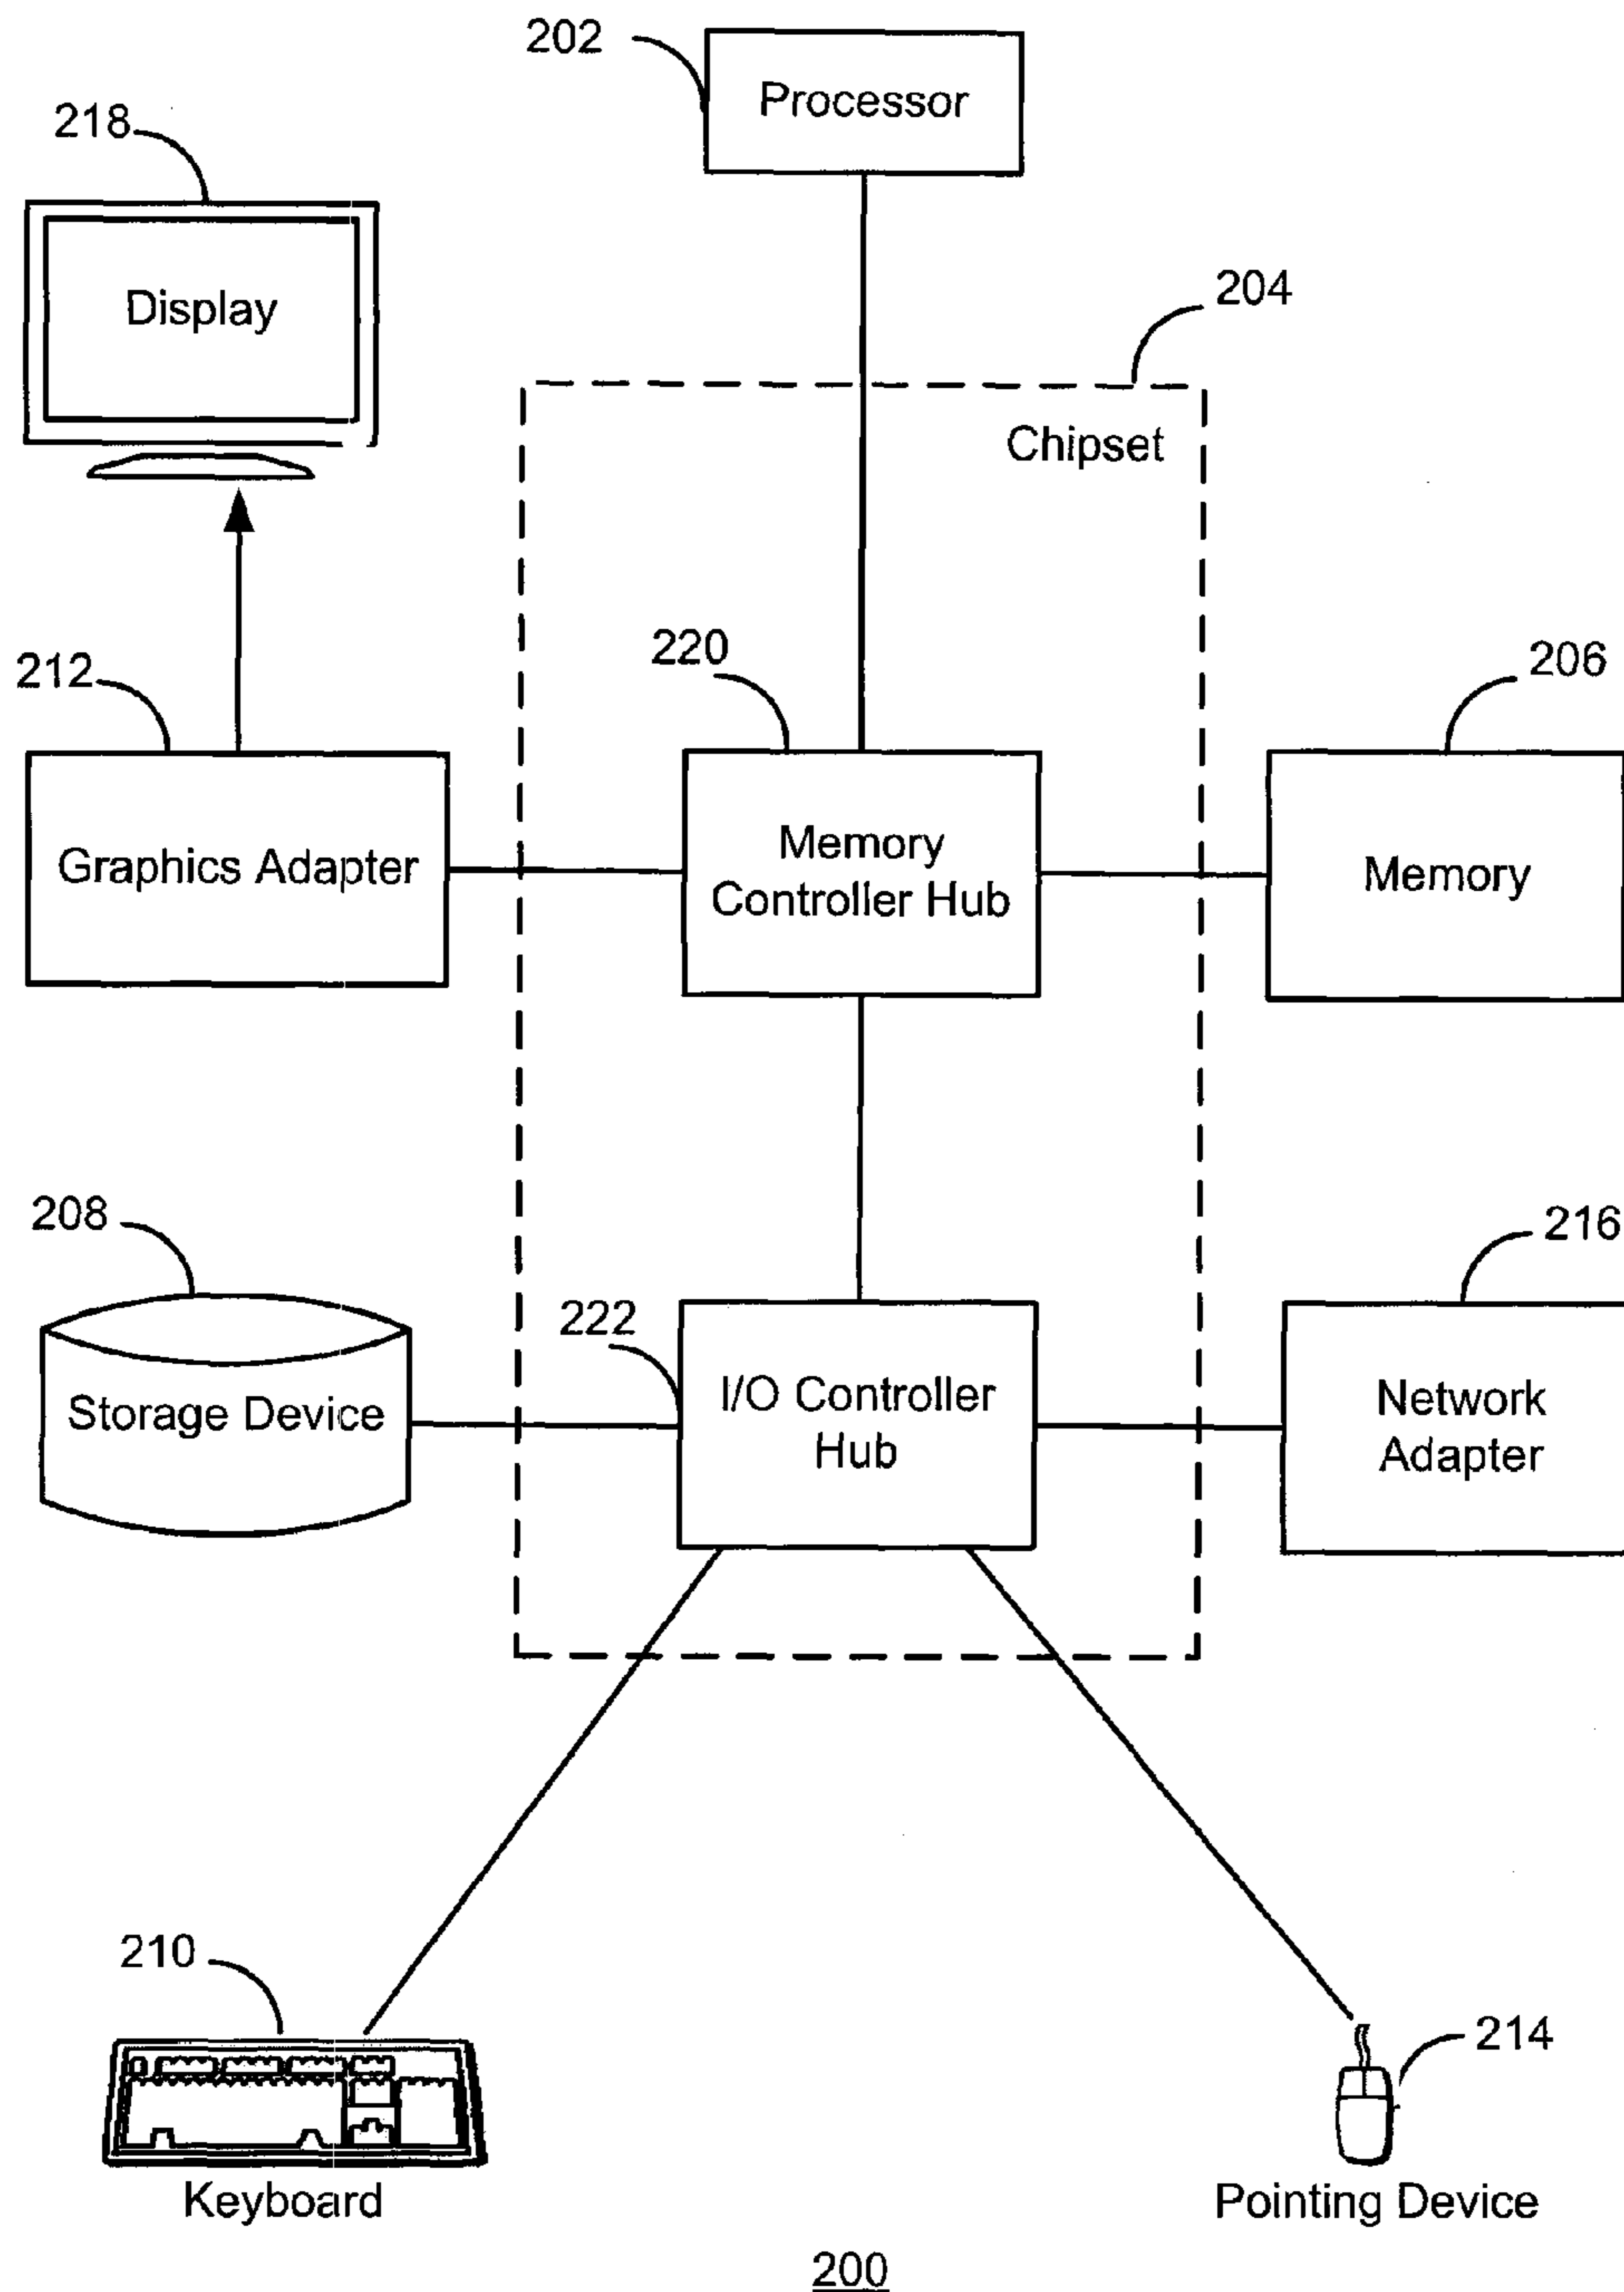 202
Processor
218
Display
204
Chipset
212
220
206
Graphics Adapter
Memory
Controller Hub
Memory
208
222
216
Storage Device
I/O Controller
Hub
Network
Adapter
210
214
Keyboard
Pointing Device
200